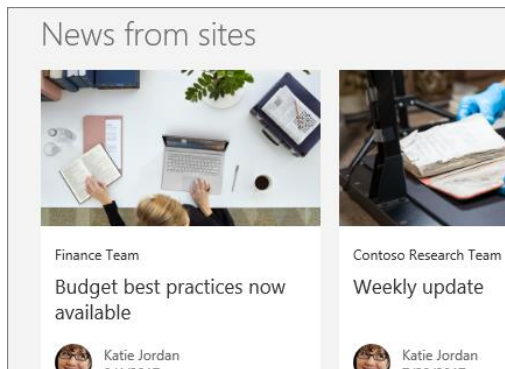 News from sites
Finance Team
Budget best practices now
available
Katie Jordan
Contoso Research Team
Weekly update
Katie Jordan